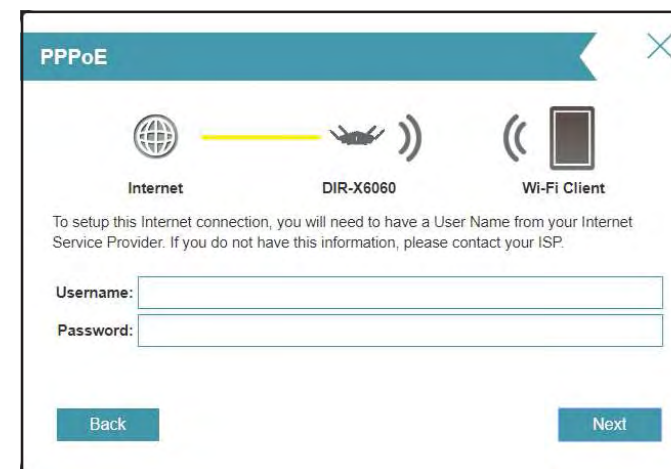 PPPoE
Internet DIR-X6060 Wi-Fi Client
To setup this Internet connection, you will need to have a User Name from your Internet
Service Provider. If you do not have this information, please contact your ISP.
Username:
Password:
Back Next